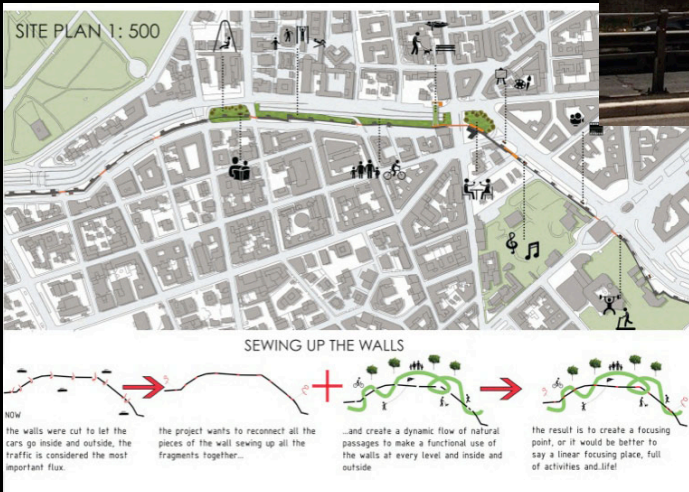 SITE PLAN 1: 500
SEWING UP THE WALLS
NOW
the walls were cut to let the
cars go inside and outside, the
traffic is considered the most
important flux.
the project wants to reconnect all the
pieces of the wall sewing up all the
fragments together...
...and create a dynamic flow of natural
passages to make a functional use of
the walls at every level and inside and
outside
the result is to create a focusing
point, or it would be better to
say a linear focusing place, full
of activities and..life!